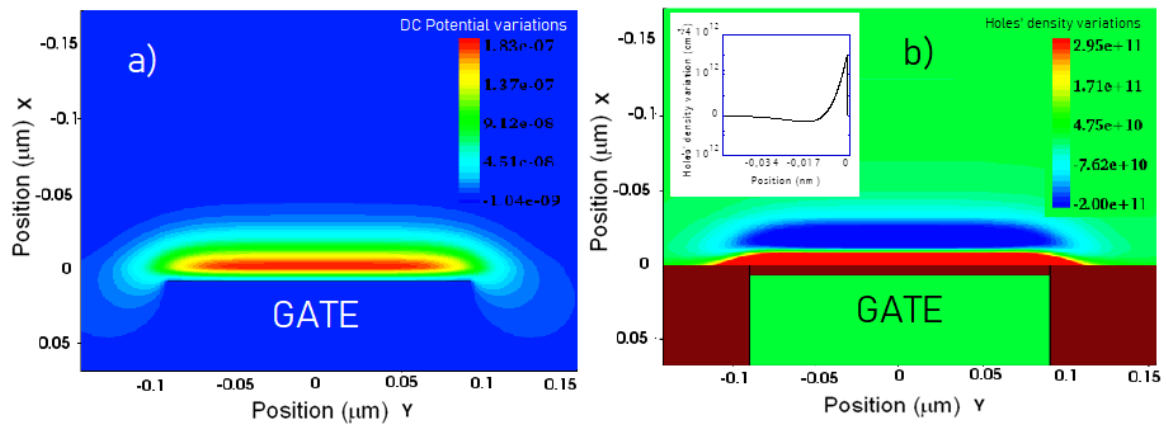 DC Potential variations
a)
1.83e-07
1.37e-07
9.12e-08
4.51e-08
-1.04e-09
-0.15
-0.1
-0.05
0
0.05
Position (μm) X
GATE
-0.1
-0.05
0
0.05
0.1
0.15
Position (μm) Y
Holes' density variations
b)
2.95e+11
1.71e+11
4.75e+10
-7.62e+10
-2.00e+11
10¹²
10¹²
0
10¹²
Holes' density variation (cm
-0,034
-0,017
0
Position (nm)
-0.15
-0.1
-0.05
0
0.05
Position (μm) X
GATE
-0.1
-0.05
0
0.05
0.1
0.15
Position (μm) Y